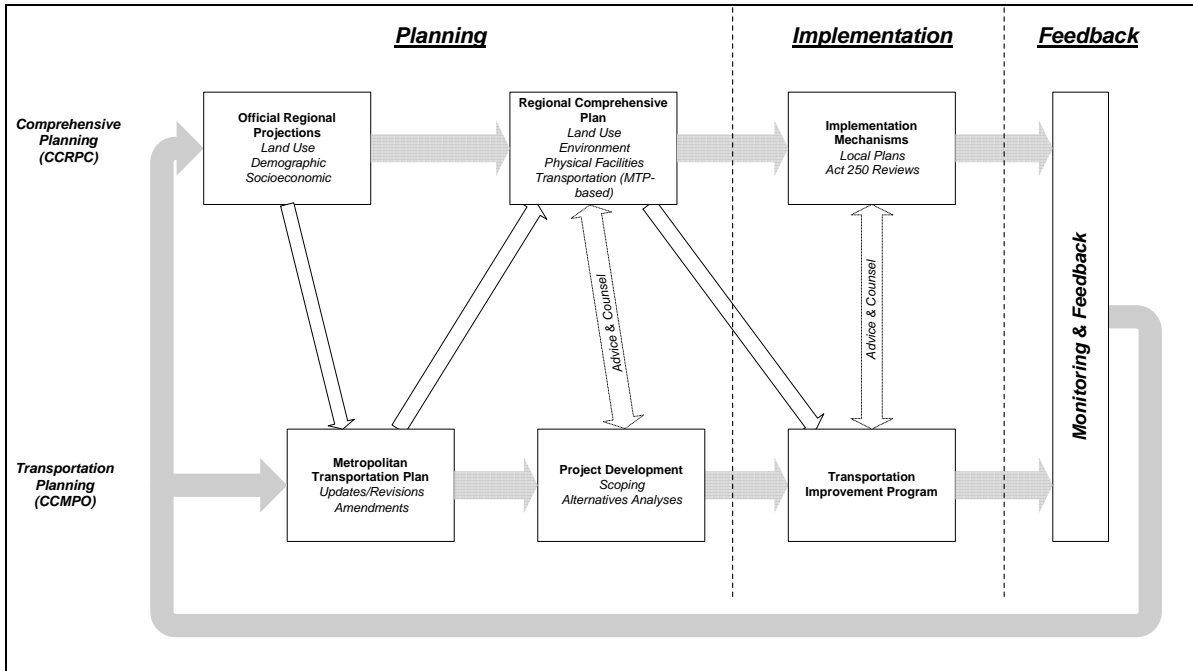 Planning
Implementation
Feedback
Comprehensive
Planning
(CCRPC)
Official Regional
Projections
Land Use
Demographic
Socioeconomic
Regional Comprehensive
Plan
Land Use
Environment
Physical Facilities
Transportation (MTP-
based)
Implementation
Mechanisms
Local Plans
Act 250 Reviews
Advice & Counsel
Advice & Counsel
Monitoring & Feedback
Transportation
Planning
(CCMPO)
Metropolitan
Transportation Plan
Updates/Revisions
Amendments
Project Development
Scoping
Alternatives Analyses
Transportation
Improvement Program